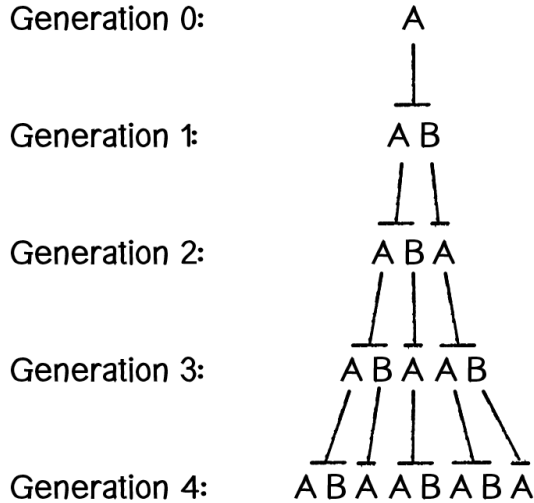 Generation 0: A
Generation 1: A B
Generation 2: A B A
Generation 3: A B A A B
Generation 4: A B A A B A B A